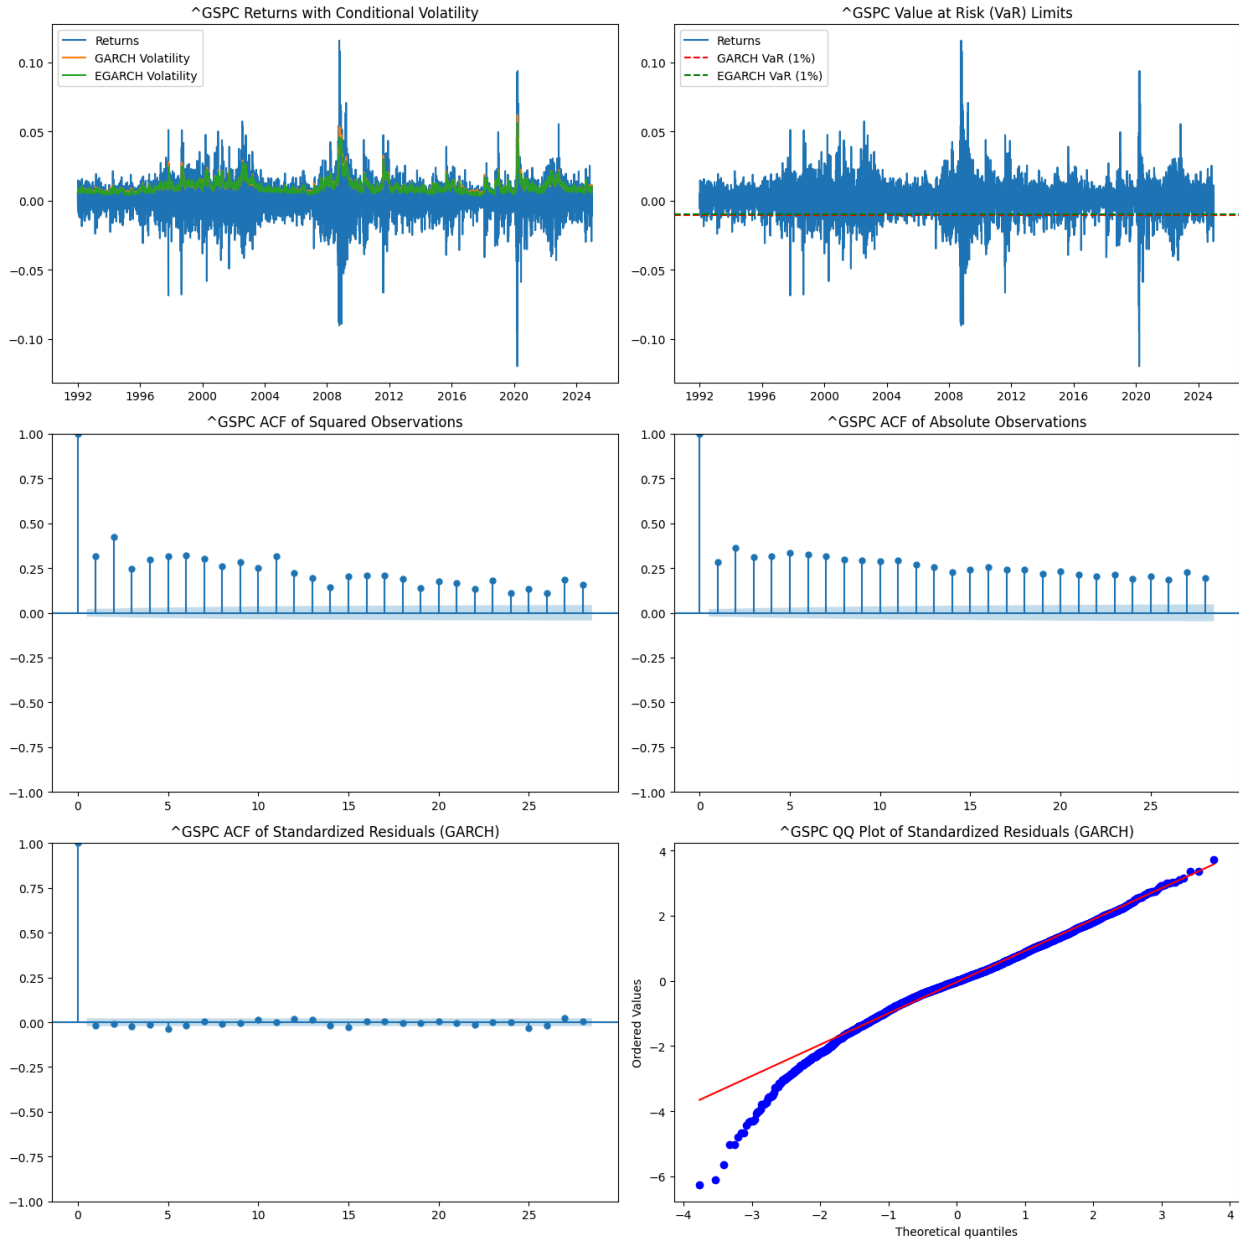 ^GSPC Returns with Conditional Volatility
Returns
GARCH Volatility
EGARCH Volatility
0.10
0.05
0.00
−0.05
−0.10
1992 1996 2000 2004 2008 2012 2016 2020 2024
^GSPC Value at Risk (VaR) Limits
Returns
GARCH VaR (1%)
EGARCH VaR (1%)
0.10
0.05
0.00
−0.05
−0.10
1992 1996 2000 2004 2008 2012 2016 2020 2024
^GSPC ACF of Squared Observations
1.00
0.75
0.50
0.25
0.00
−0.25
−0.50
−0.75
−1.00
0 5 10 15 20 25
^GSPC ACF of Absolute Observations
1.00
0.75
0.50
0.25
0.00
−0.25
−0.50
−0.75
−1.00
0 5 10 15 20 25
^GSPC ACF of Standardized Residuals (GARCH)
1.00
0.75
0.50
0.25
0.00
−0.25
−0.50
−0.75
−1.00
0 5 10 15 20 25
^GSPC QQ Plot of Standardized Residuals (GARCH)
Ordered Values
4
2
0
−2
−4
−6
−4 −3 −2 −1 0 1 2 3 4
Theoretical quantiles